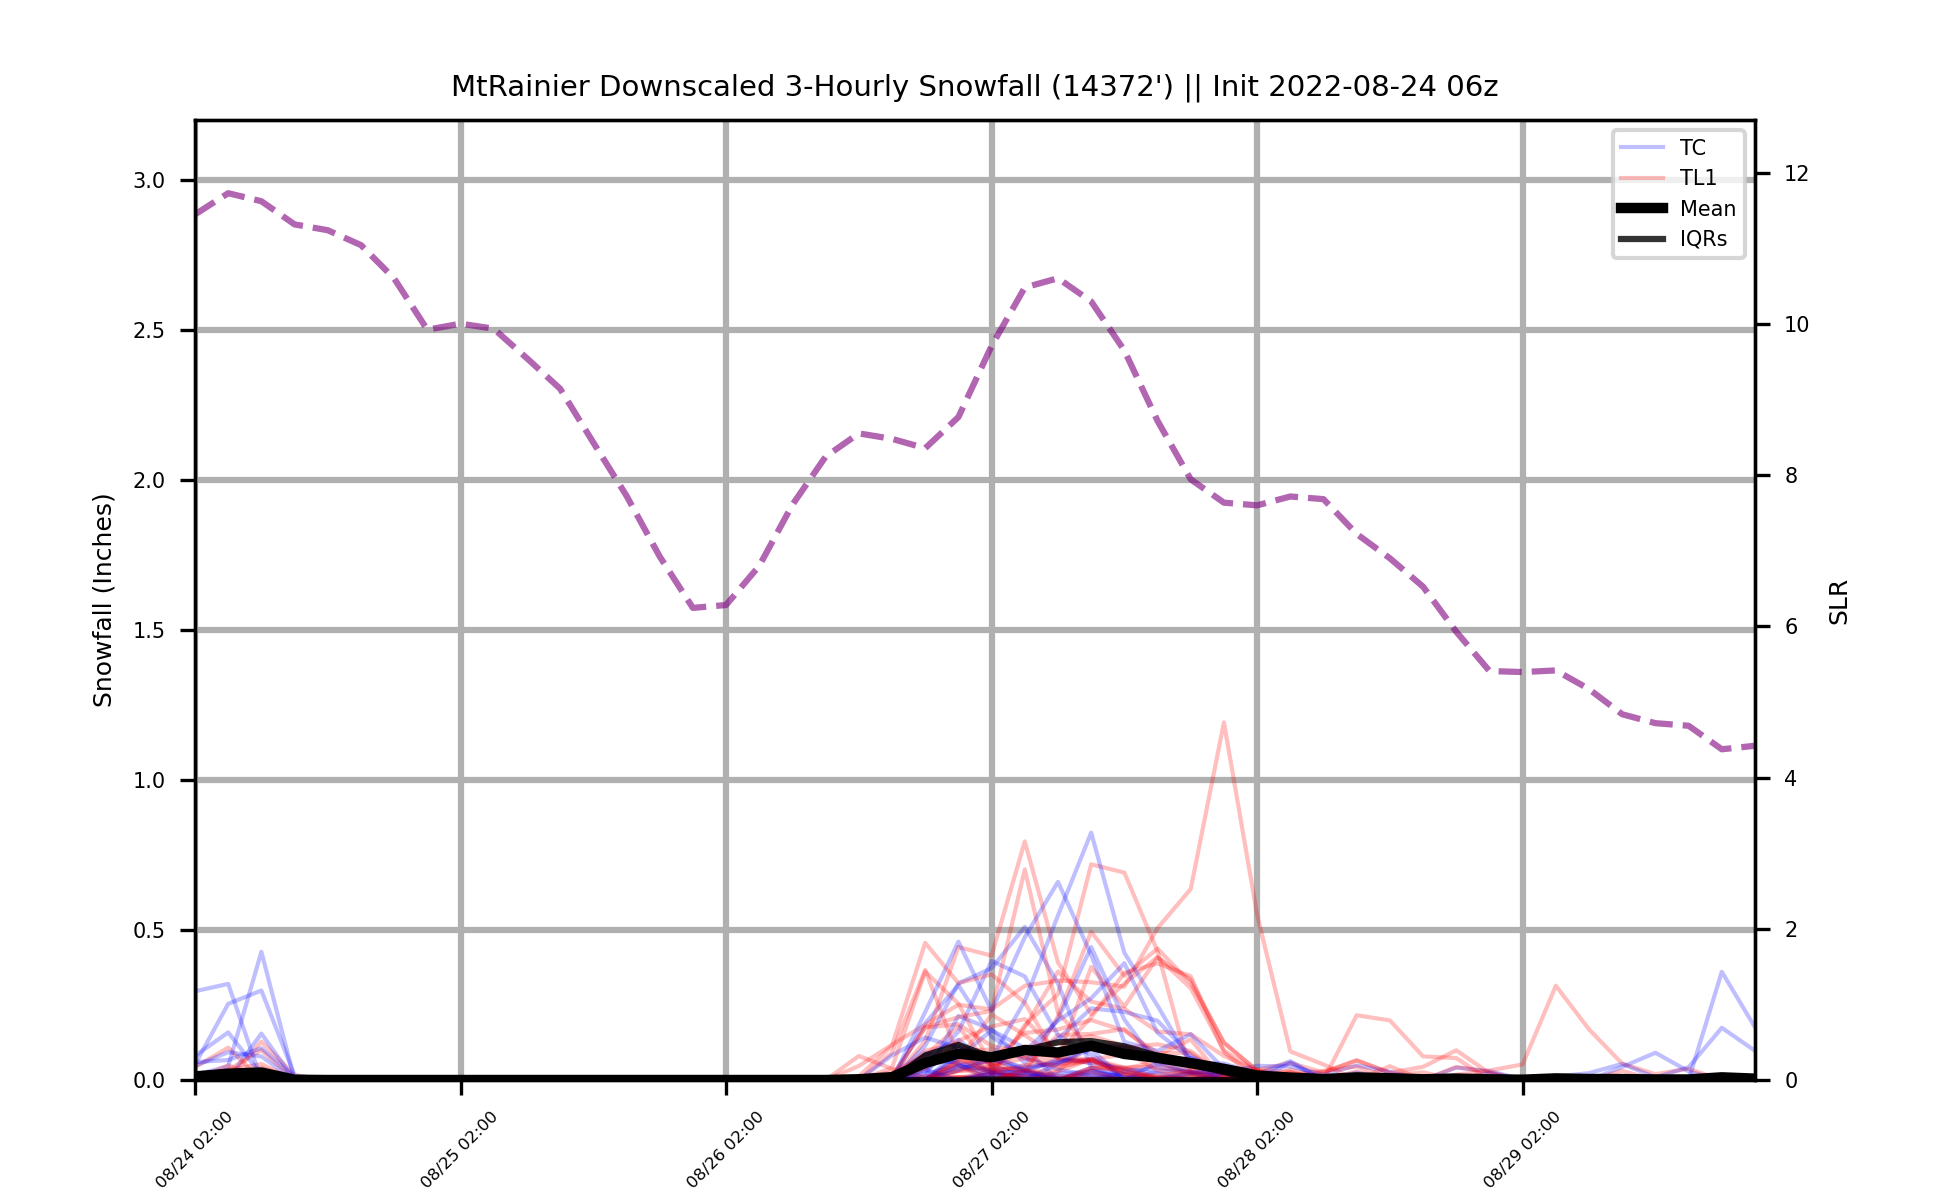 MtRainier Downscaled 3-Hourly Snowfall (14372') || Init 2022-08-24 06z
TC
TL1
Mean
IQRs
3.0
2.5
2.0
1.5
1.0
0.5
0.0
Snowfall (Inches)
12
10
8
6
4
2
0
SLR
08/24 02:00
08/25 02:00
08/26 02:00
08/27 02:00
08/28 02:00
08/29 02:00